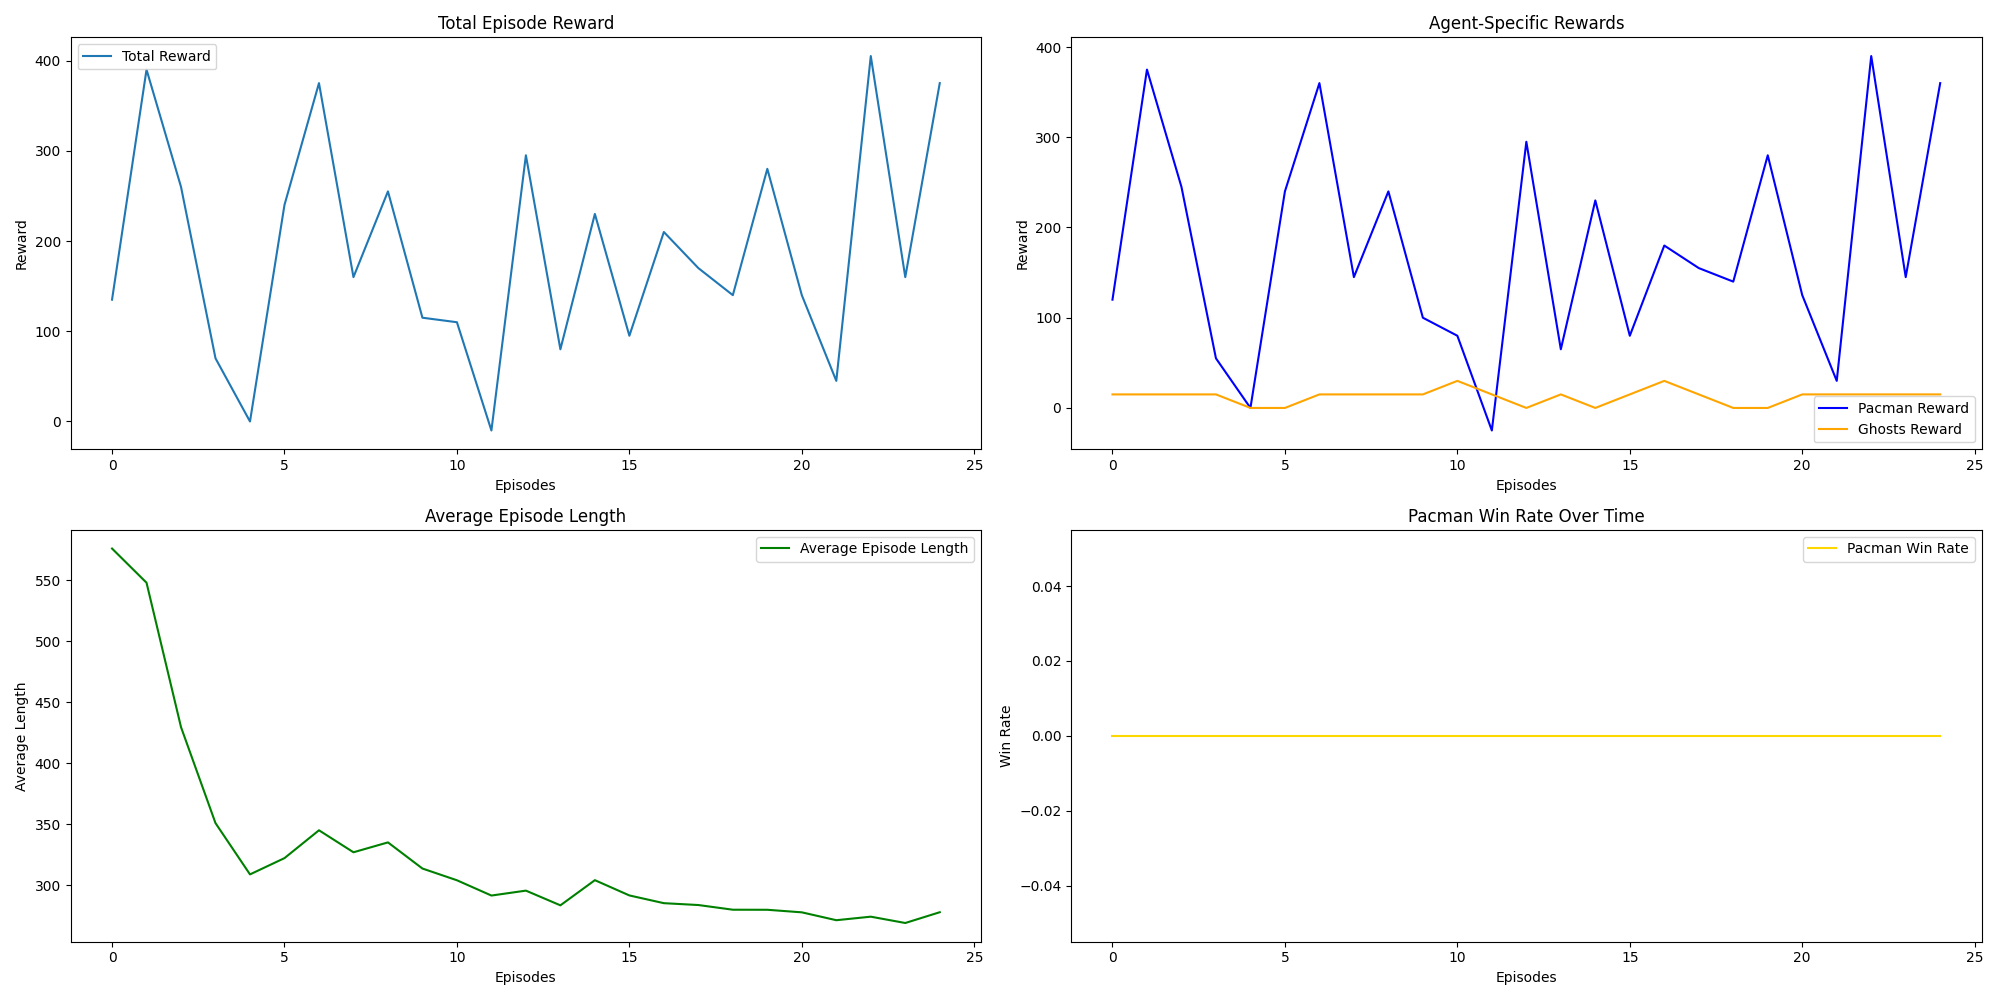 Total Episode Reward
Total Reward
400
300
200
100
0
Reward
0 5 10 15 20 25
Episodes
Agent-Specific Rewards
400
300
200
100
0
Reward
Pacman Reward
Ghosts Reward
0 5 10 15 20 25
Episodes
Average Episode Length
Average Episode Length
550
500
450
400
350
300
Average Length
0 5 10 15 20 25
Episodes
Pacman Win Rate Over Time
Pacman Win Rate
0.04
0.02
0.00
−0.02
−0.04
Win Rate
0 5 10 15 20 25
Episodes